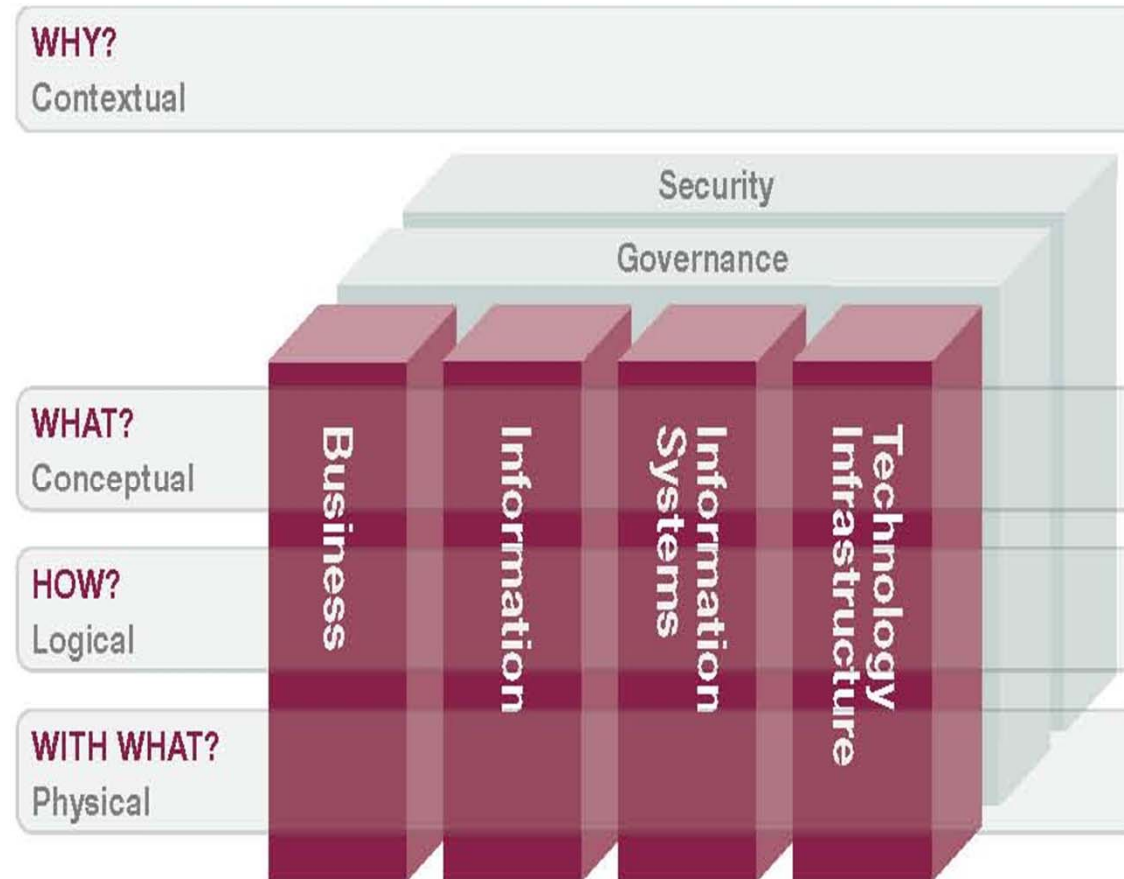 WHY?
Contextual
Security
Governance
WHAT?
Conceptual
HOW?
Logical
WITH WHAT?
Physical
Business
Information
Information
Systems
Technology
Infrastructure